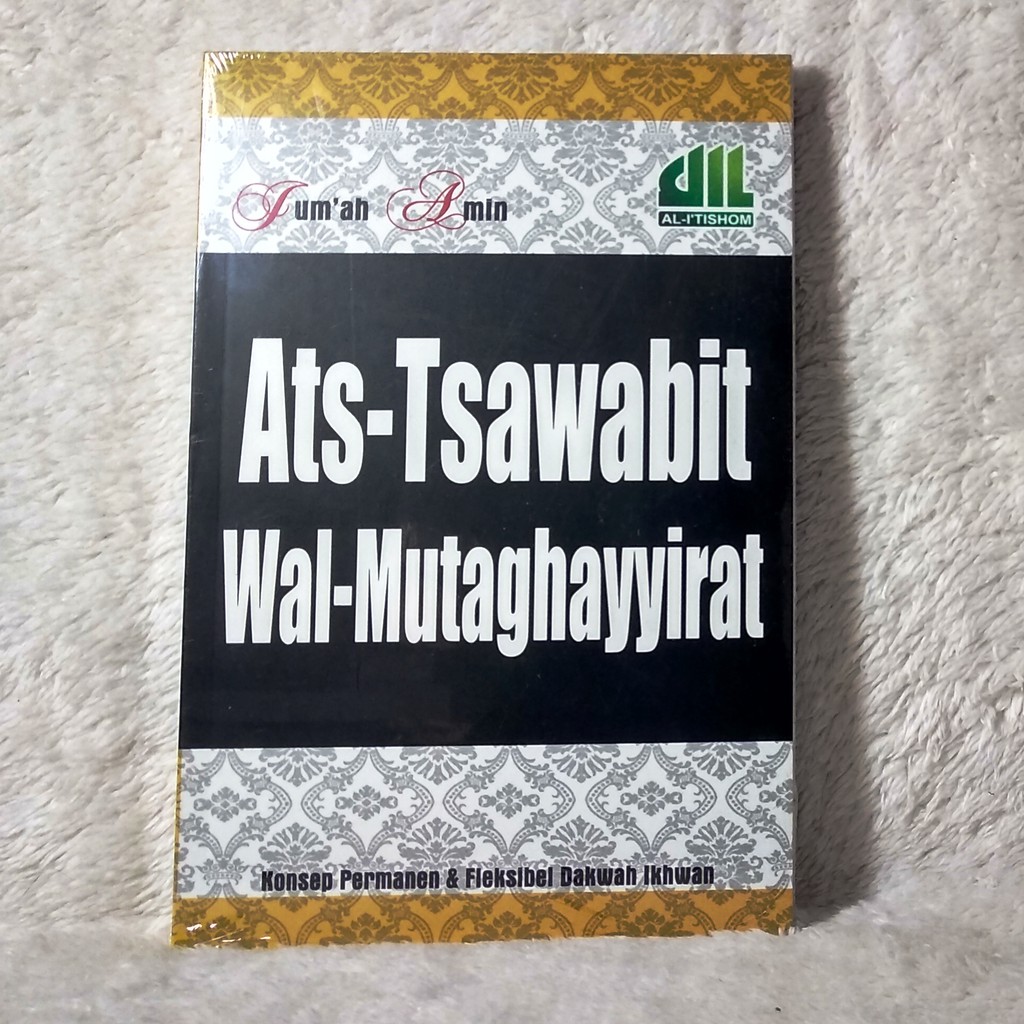 Jum'ah Amin
AL-I'TISHOM
Ats-Tsawabit
Wal-Mutaghayyirat
Konsep Permanen & Fleksibel Dakwah Ikhwan